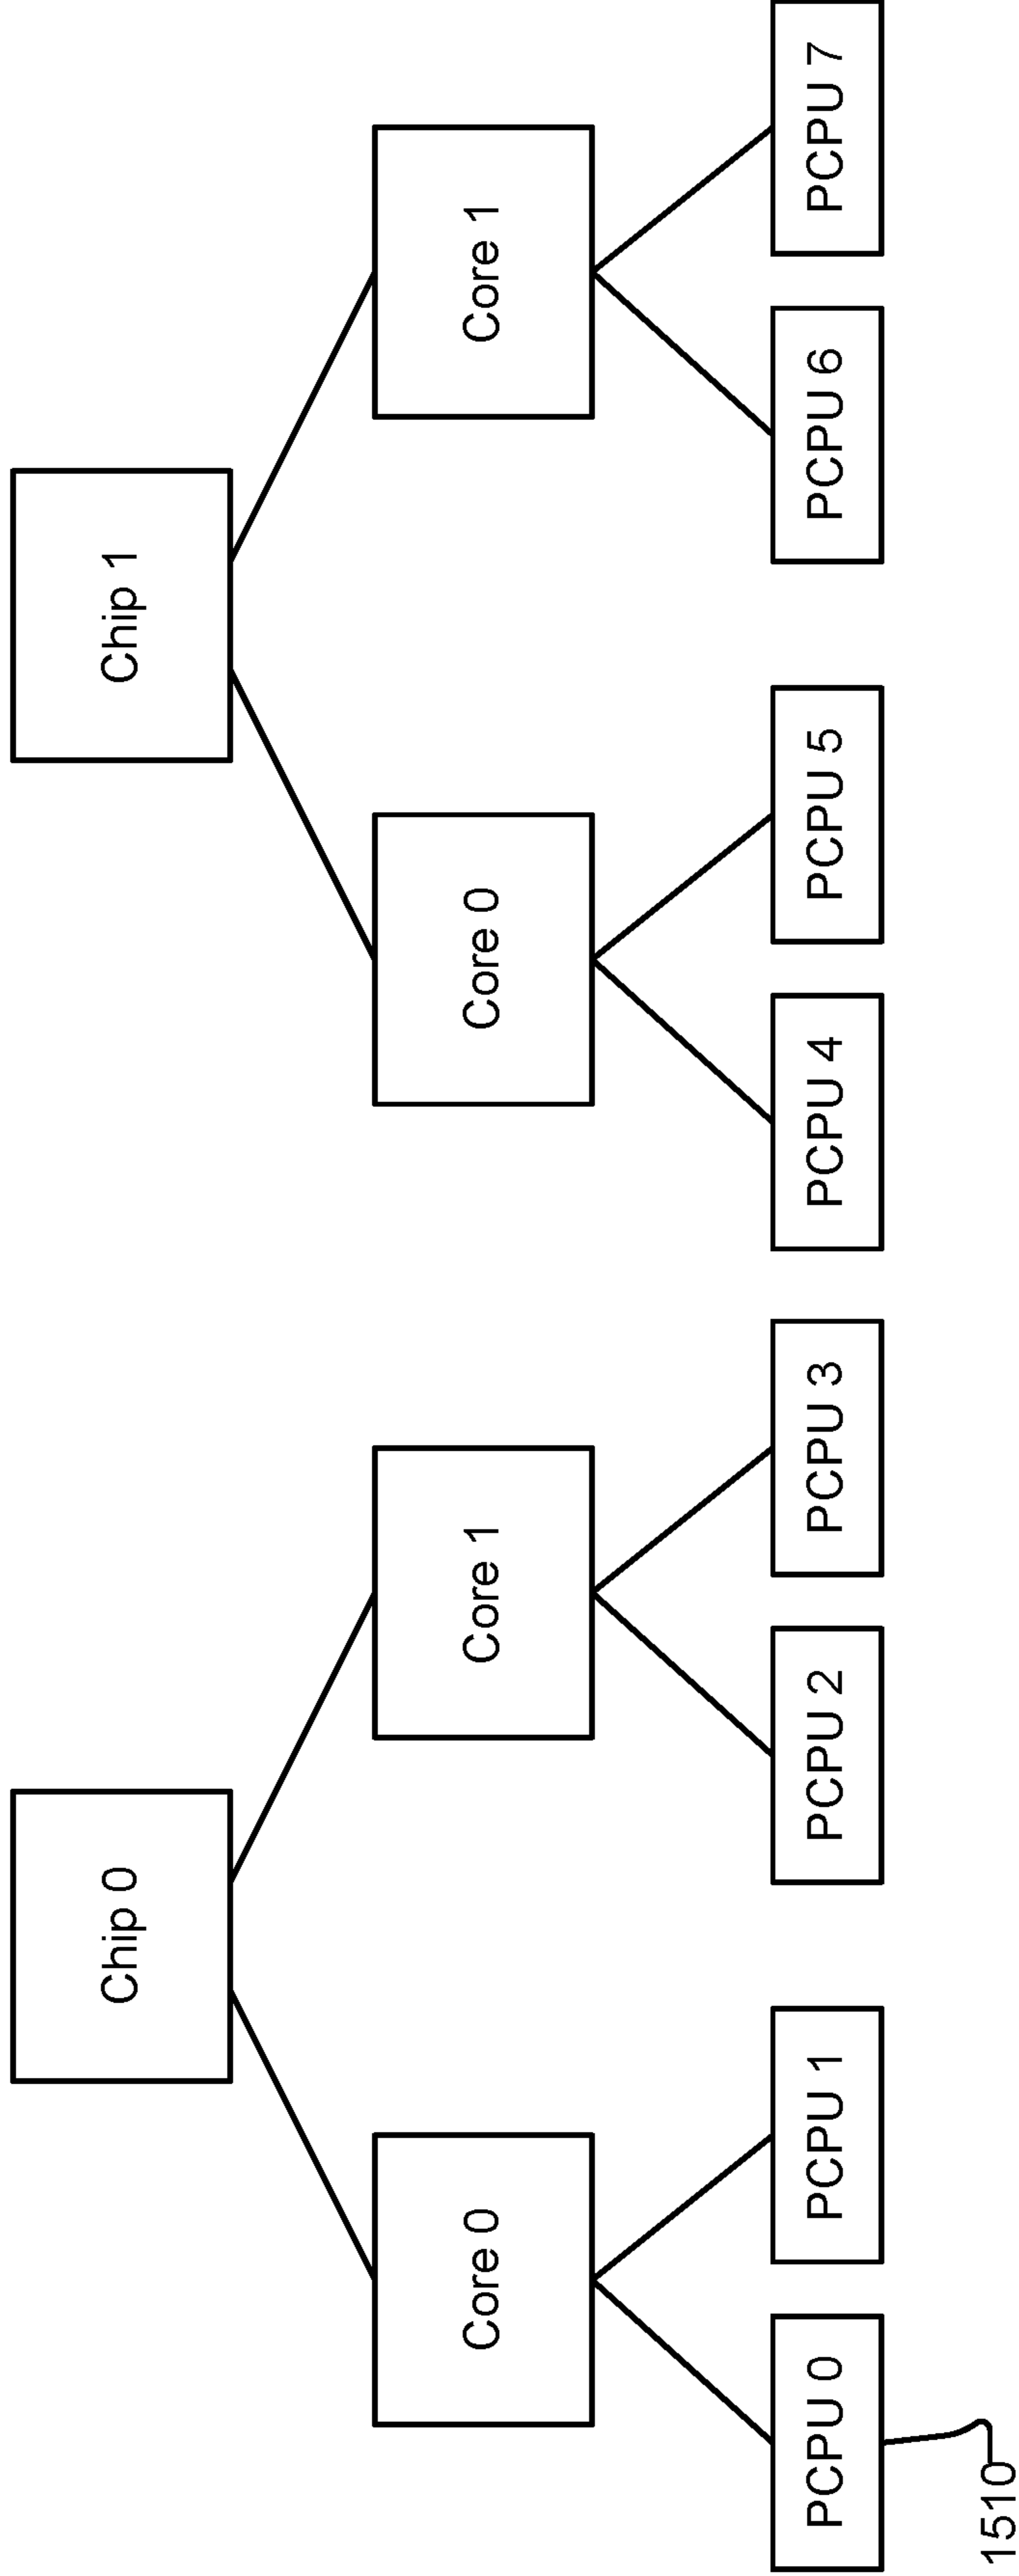 Chip 0
Chip 1
Core 0
Core 1
Core 0
Core 1
PCPU 0
PCPU 1
PCPU 2
PCPU 3
PCPU 4
PCPU 5
PCPU 6
PCPU 7
1510